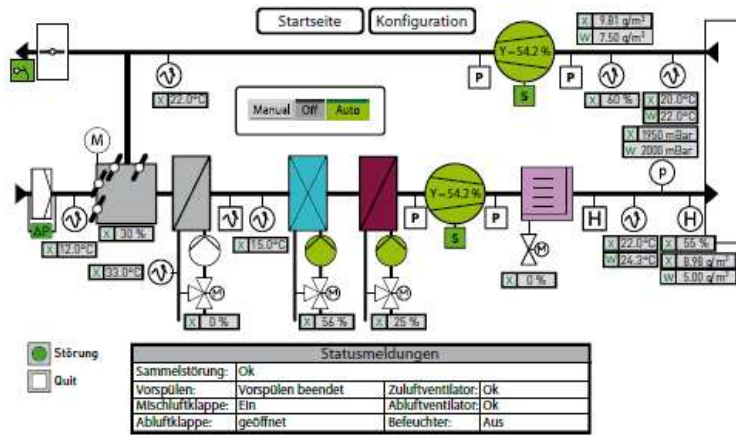 Startseite Konfiguration
X 9.81 g/m³
W 7.50 g/m³
Y=54.2 %
P P
S
X 22.0°C
X 60 % X 20.0°C
W 22.0°C
X 1950 mBar
W 2000 mBar
Manual Off Auto
M
P
Y=54.2 %
P P
H H
ΔP
X 12.0°C
X 30 %
X 15.0°C
S
X 22.0°C X 55 %
W 24.3°C X 8.98 g/m³
W 5.00 g/m³
X 33.0°C
M M M M
X 0 %
X 0 % X 56 % X 25 %
Störung
Quit
Statusmeldungen
Sammelstörung: Ok
Vorspülen: Vorspülen beendet Zuluftventilator: Ok
Mischluftklappe: Ein Abluftventilator: Ok
Abluftklappe: geöffnet Befeuchter: Aus